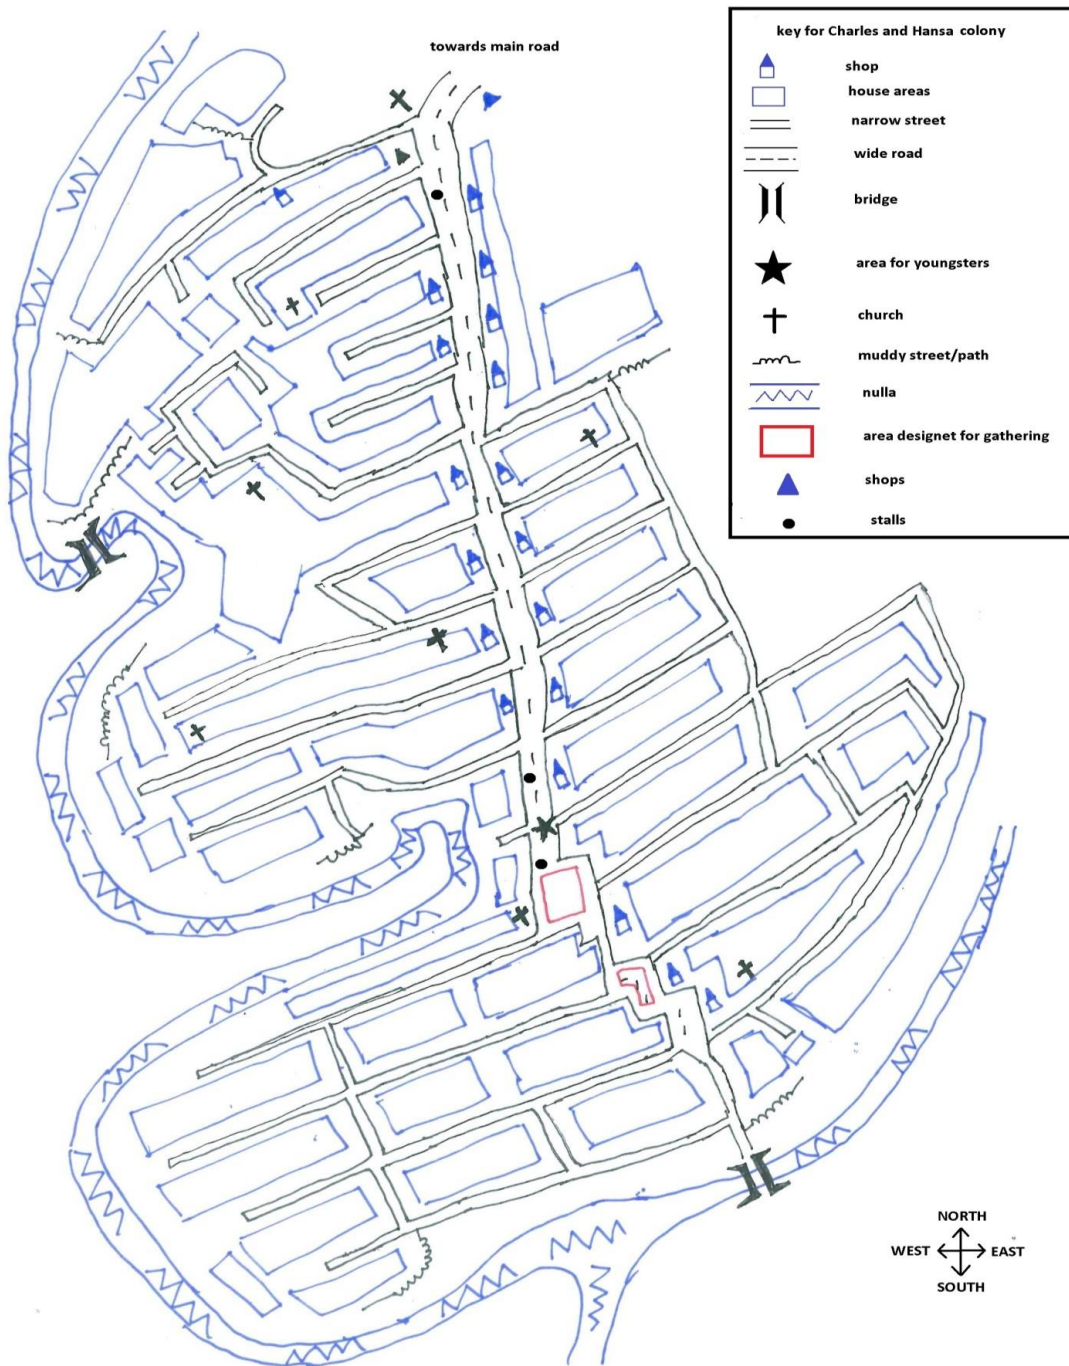 towards main road
key for Charles and Hansa colony
shop
house areas
narrow street
wide road
bridge
area for youngsters
church
muddy street/path
nulla
area designet for gathering
shops
stalls
NORTH
WEST EAST
SOUTH